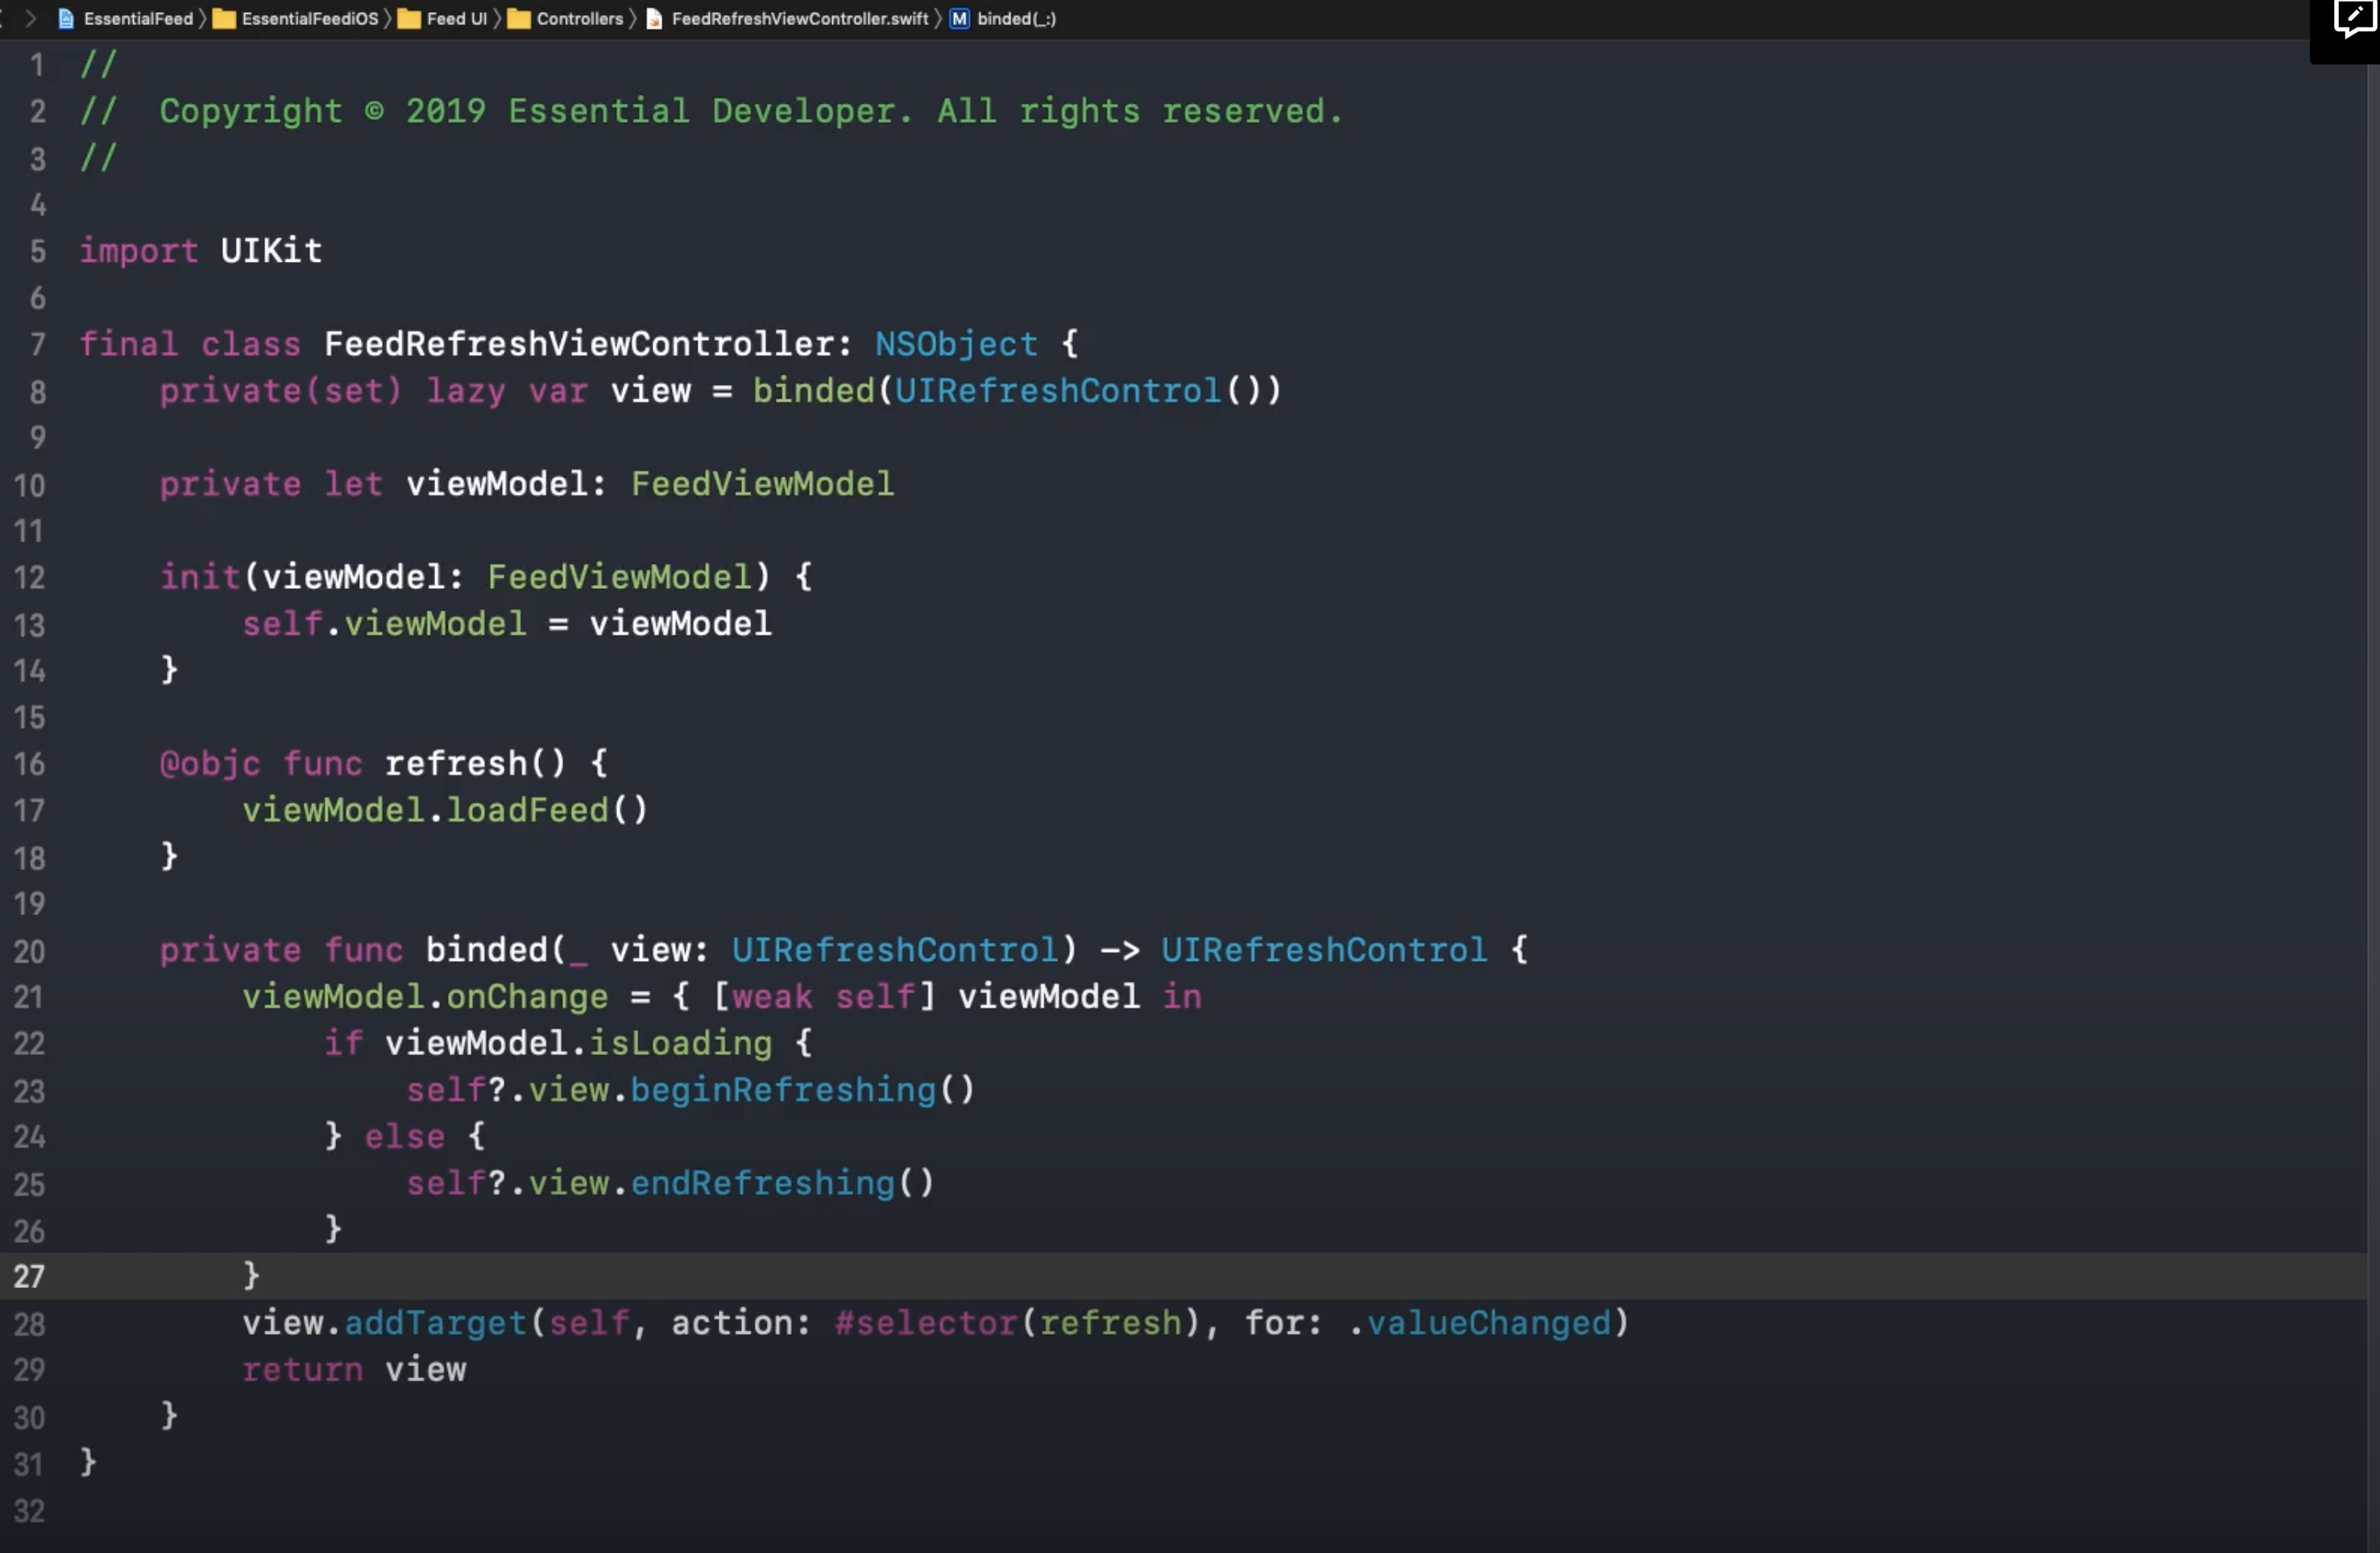 EssentialFeed 〉 EssentialFeediOS 〉 Feed UI 〉 Controllers 〉 FeedRefreshViewController.swift 〉 M binded(_:)
1 //
2 //  Copyright © 2019 Essential Developer. All rights reserved.
3 //
4
5 import UIKit
6
7 final class FeedRefreshViewController: NSObject {
8     private(set) lazy var view = binded(UIRefreshControl())
9
10     private let viewModel: FeedViewModel
11
12     init(viewModel: FeedViewModel) {
13         self.viewModel = viewModel
14     }
15
16     @objc func refresh() {
17         viewModel.loadFeed()
18     }
19
20     private func binded(_ view: UIRefreshControl) -> UIRefreshControl {
21         viewModel.onChange = { [weak self] viewModel in
22             if viewModel.isLoading {
23                 self?.view.beginRefreshing()
24             } else {
25                 self?.view.endRefreshing()
26             }
27         }
28         view.addTarget(self, action: #selector(refresh), for: .valueChanged)
29         return view
30     }
31 }
32